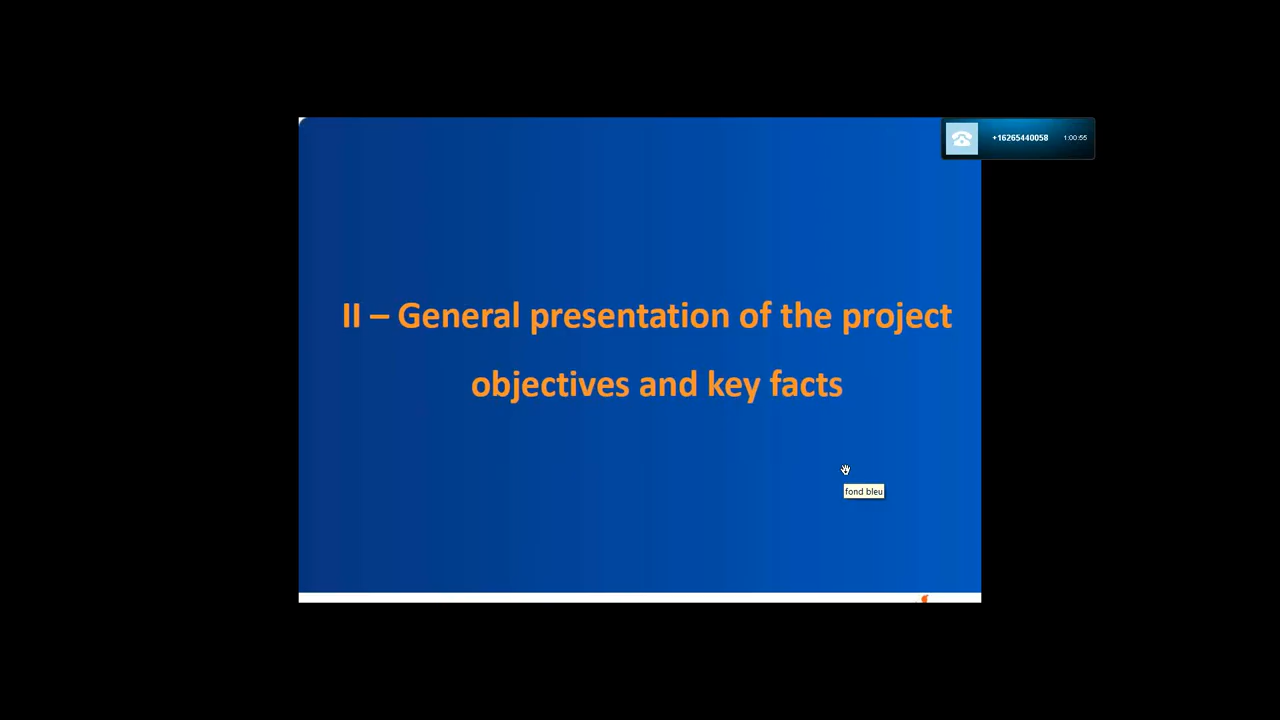 +16265440058 1:00:55
II – General presentation of the project
objectives and key facts
fond bleu